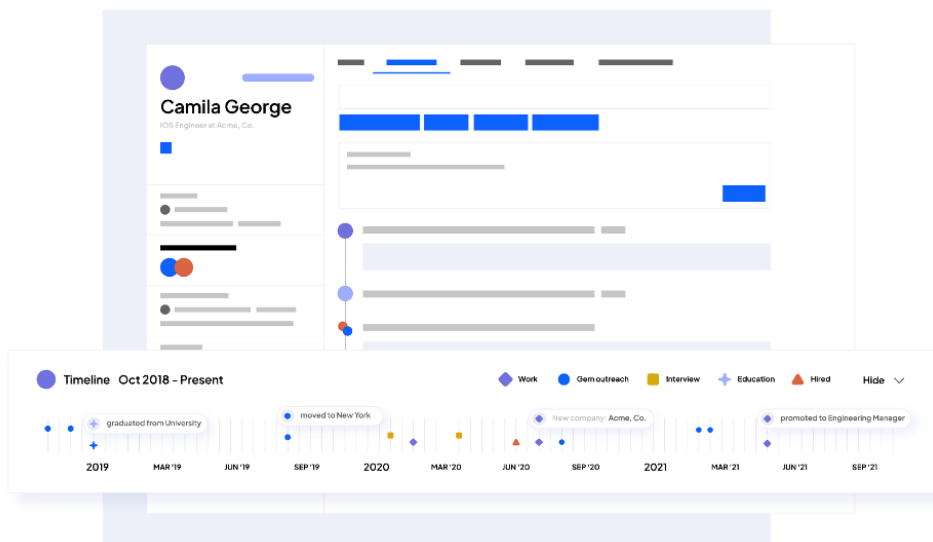 Camila George
IOS Engineer at Acme, Co.
Timeline Oct 2018 – Present
Work
Gem outreach
Interview
Education
Hired
Hide
graduated from University
moved to New York
New company: Acme, Co.
promoted to Engineering Manager
2019 MAR '19 JUN '19 SEP '19 2020 MAR '20 JUN '20 SEP '20 2021 MAR '21 JUN '21 SEP '21